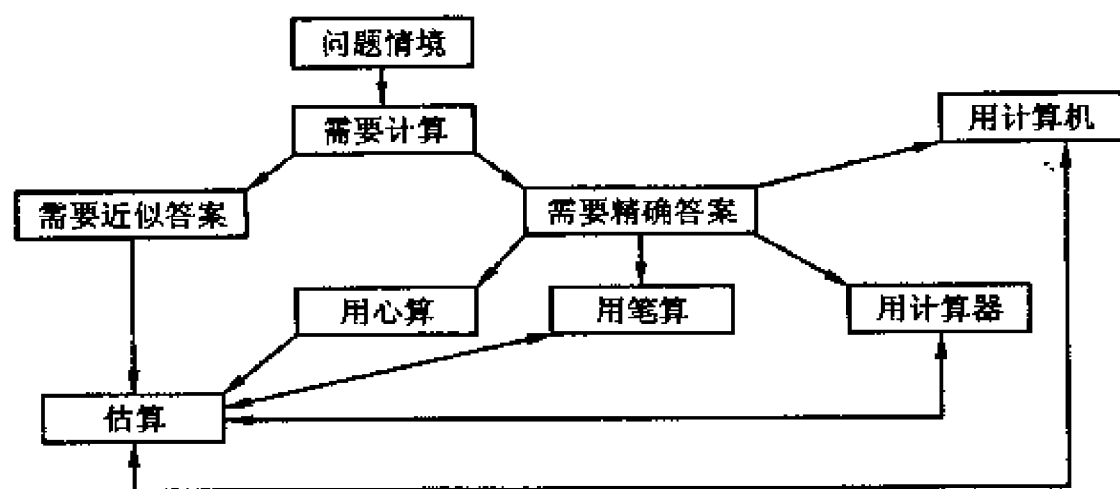 问题情境
需要计算
用计算机
需要近似答案
需要精确答案
用心算
用笔算
用计算器
估算